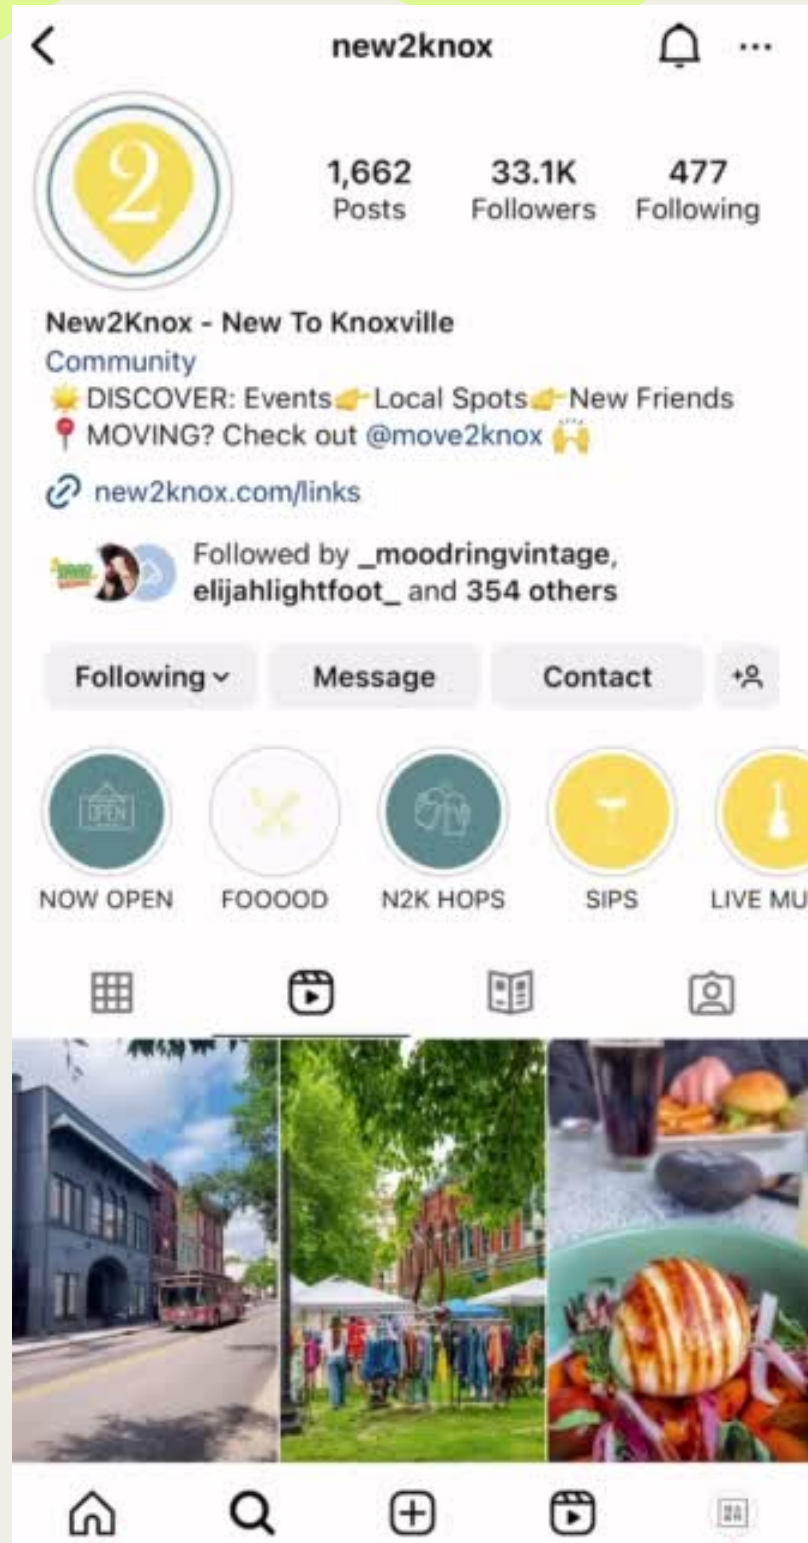 new2knox
2
1,662 33.1K 477
Posts Followers Following
New2Knox - New To Knoxville
Community
🌟 DISCOVER: Events👉Local Spots👉New Friends
📍 MOVING? Check out @move2knox 🙌
new2knox.com/links
Followed by _moodringvintage,
elijahlightfoot_ and 354 others
Following Message Contact
OPEN
NOW OPEN FOOOOD N2K HOPS SIPS LIVE MU